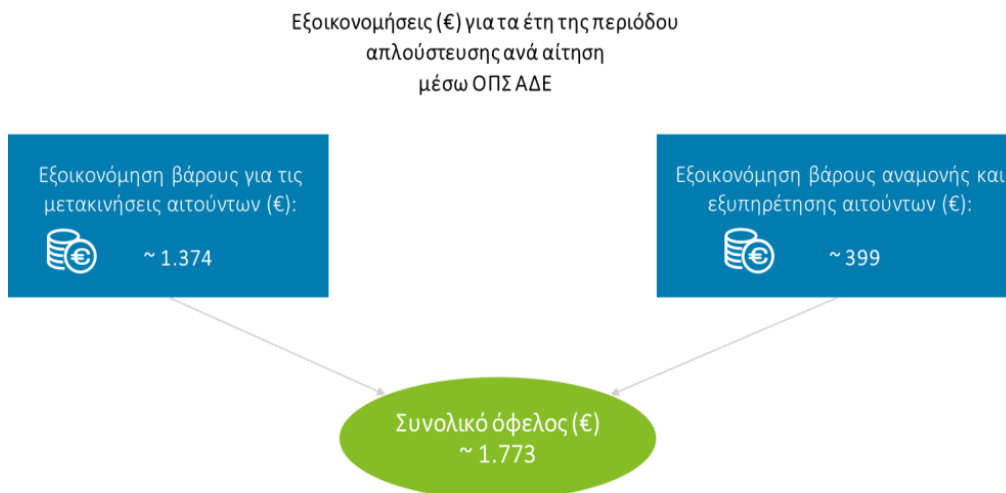 Εξοικονομήσεις (€) για τα έτη της περιόδου
απλούστευσης ανά αίτηση
μέσω ΟΠΣ ΑΔΕ
Εξοικονόμηση βάρους για τις
μετακινήσεις αιτούντων (€):
~ 1.374
Εξοικονόμηση βάρους αναμονής και
εξυπηρέτησης αιτούντων (€):
~ 399
Συνολικό όφελος (€)
~ 1.773